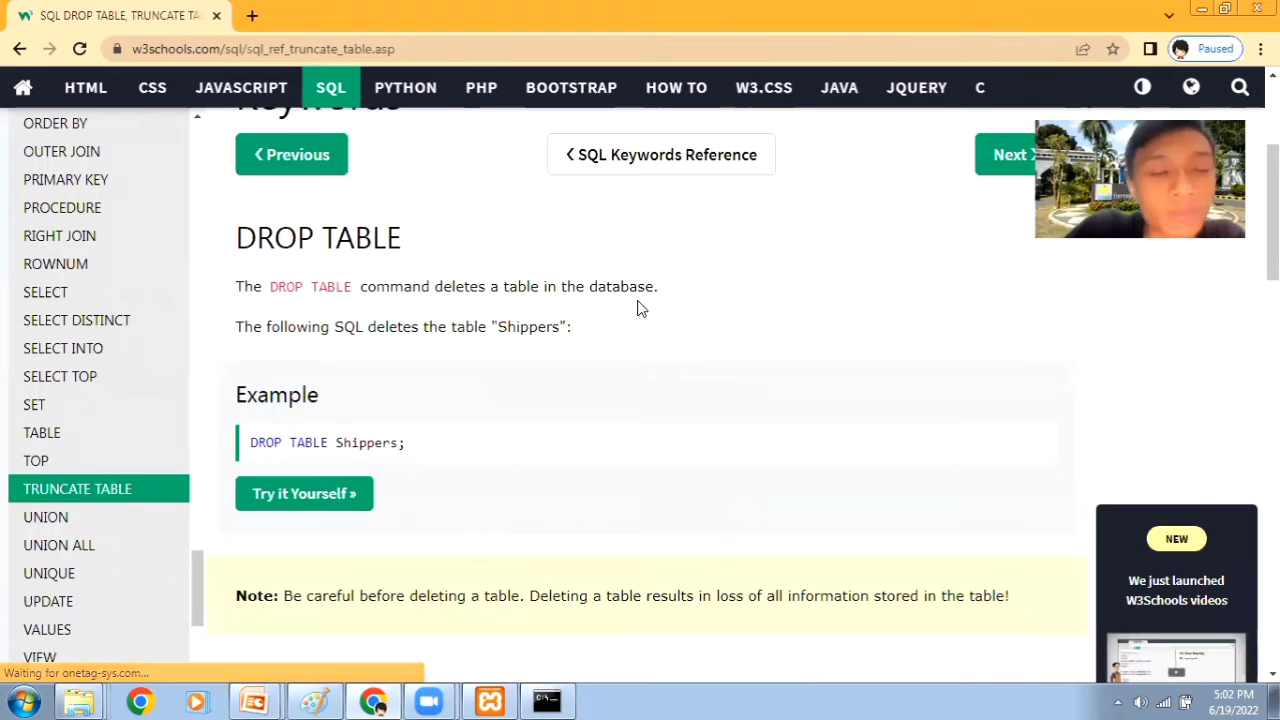 SQL DROP TABLE, TRUNCATE TA
w3schools.com/sql/sql_ref_truncate_table.asp
Paused
HTML CSS JAVASCRIPT SQL PYTHON PHP BOOTSTRAP HOW TO W3.CSS JAVA JQUERY C
Keywords
ORDER BY
OUTER JOIN
PRIMARY KEY
PROCEDURE
RIGHT JOIN
ROWNUM
SELECT
SELECT DISTINCT
SELECT INTO
SELECT TOP
SET
TABLE
TOP
TRUNCATE TABLE
UNION
UNION ALL
UNIQUE
UPDATE
VALUES
VIEW
❮ Previous
❮ SQL Keywords Reference
Next ❯
DROP TABLE
The DROP TABLE command deletes a table in the database.
The following SQL deletes the table "Shippers":
Example
DROP TABLE Shippers;
Try it Yourself »
Note: Be careful before deleting a table. Deleting a table results in loss of all information stored in the table!
NEW
We just launched
W3Schools videos
Waiting for onetag-sys.com...
5:02 PM
6/19/2022